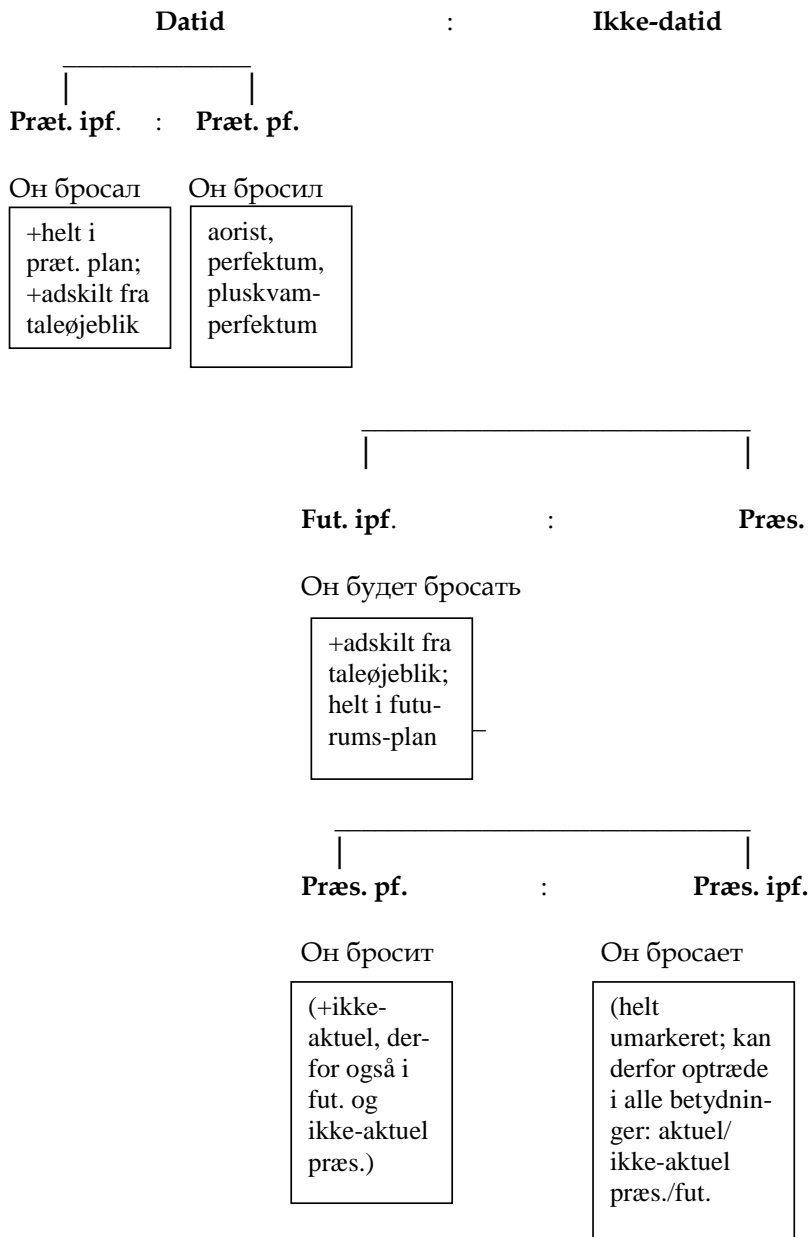 Datid : Ikke-datid
Præt. ipf. : Præt. pf.
Он бросал Он бросил
+helt i
præt. plan;
+adskilt fra
taleøjeblik
aorist,
perfektum,
pluskvam-
perfektum
Fut. ipf. : Præs.
Он будет бросать
+adskilt fra
taleøjeblik;
helt i futu-
rums-plan
Præs. pf. : Præs. ipf.
Он бросит Он бросает
(+ikke-
aktuel, der-
for også i
fut. og
ikke-aktuel
præs.)
(helt
umarkeret; kan
derfor optræde
i alle betydnin-
ger: aktuel/
ikke-aktuel
præs./fut.